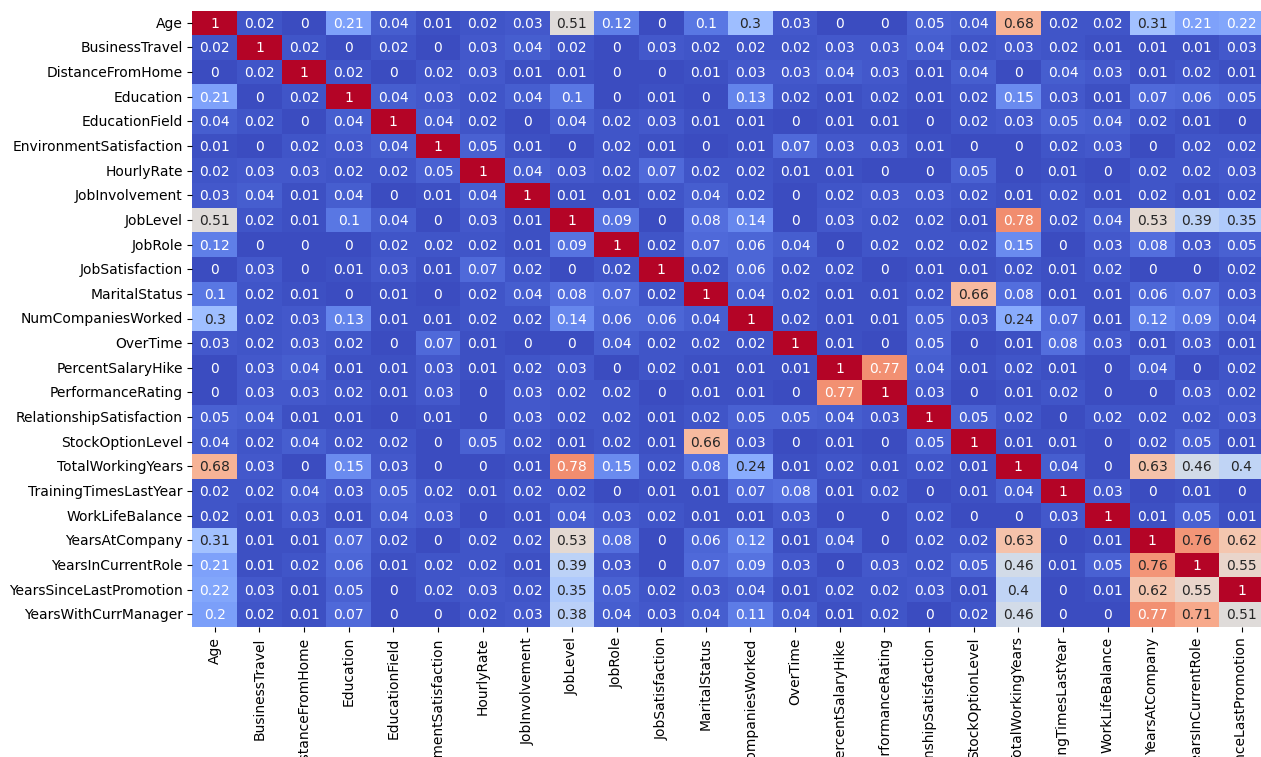 Age 1 0.02 0 0.21 0.04 0.01 0.02 0.03 0.51 0.12 0 0.1 0.3 0.03 0 0 0.05 0.04 0.68 0.02 0.02 0.31 0.21 0.22
BusinessTravel 0.02 1 0.02 0 0.02 0 0.03 0.04 0.02 0 0.03 0.02 0.02 0.02 0.03 0.03 0.04 0.02 0.03 0.02 0.01 0.01 0.01 0.03
DistanceFromHome 0 0.02 1 0.02 0 0.02 0.03 0.01 0.01 0 0 0.01 0.03 0.03 0.04 0.03 0.01 0.04 0 0.04 0.03 0.01 0.02 0.01
Education 0.21 0 0.02 1 0.04 0.03 0.02 0.04 0.1 0 0.01 0 0.13 0.02 0.01 0.02 0.01 0.02 0.15 0.03 0.01 0.07 0.06 0.05
EducationField 0.04 0.02 0 0.04 1 0.04 0.02 0 0.04 0.02 0.03 0.01 0.01 0 0.01 0.01 0.01 0.02 0.03 0.05 0.04 0.02 0.01 0
EnvironmentSatisfaction 0.01 0 0.02 0.03 0.04 1 0.05 0.01 0 0.02 0.01 0 0.01 0.07 0.03 0.03 0.01 0 0 0.02 0.03 0 0.02 0.02
HourlyRate 0.02 0.03 0.03 0.02 0.02 0.05 1 0.04 0.03 0.02 0.07 0.02 0.02 0.01 0.01 0 0 0.05 0 0.01 0 0.02 0.02 0.03
JobInvolvement 0.03 0.04 0.01 0.04 0 0.01 0.04 1 0.01 0.01 0.02 0.04 0.02 0 0.02 0.03 0.03 0.02 0.01 0.02 0.01 0.02 0.01 0.02
JobLevel 0.51 0.02 0.01 0.1 0.04 0 0.03 0.01 1 0.09 0 0.08 0.14 0 0.03 0.02 0.02 0.01 0.78 0.02 0.04 0.53 0.39 0.35
JobRole 0.12 0 0 0 0.02 0.02 0.02 0.01 0.09 1 0.02 0.07 0.06 0.04 0 0.02 0.02 0.02 0.15 0 0.03 0.08 0.03 0.05
JobSatisfaction 0 0.03 0 0.01 0.03 0.01 0.07 0.02 0 0.02 1 0.02 0.06 0.02 0.02 0 0.01 0.01 0.02 0.01 0.02 0 0 0.02
MaritalStatus 0.1 0.02 0.01 0 0.01 0 0.02 0.04 0.08 0.07 0.02 1 0.04 0.02 0.01 0.01 0.02 0.66 0.08 0.01 0.01 0.06 0.07 0.03
NumCompaniesWorked 0.3 0.02 0.03 0.13 0.01 0.01 0.02 0.02 0.14 0.06 0.06 0.04 1 0.02 0.01 0.01 0.05 0.03 0.24 0.07 0.01 0.12 0.09 0.04
OverTime 0.03 0.02 0.03 0.02 0 0.07 0.01 0 0 0.04 0.02 0.02 0.02 1 0.01 0 0.05 0 0.01 0.08 0.03 0.01 0.03 0.01
PercentSalaryHike 0 0.03 0.04 0.01 0.01 0.03 0.01 0.02 0.03 0 0.02 0.01 0.01 0.01 1 0.77 0.04 0.01 0.02 0.01 0 0.04 0 0.02
PerformanceRating 0 0.03 0.03 0.02 0.01 0.03 0 0.03 0.02 0.02 0 0.01 0.01 0 0.77 1 0.03 0 0.01 0.02 0 0 0.03 0.02
RelationshipSatisfaction 0.05 0.04 0.01 0.01 0.01 0.01 0 0.03 0.02 0.02 0.01 0.02 0.05 0.05 0.04 0.03 1 0.05 0.02 0 0.02 0.02 0.02 0.03
StockOptionLevel 0.04 0.02 0.04 0.02 0.02 0 0.05 0.02 0.01 0.02 0.01 0.66 0.03 0 0.01 0 0.05 1 0.01 0.01 0 0.02 0.05 0.01
TotalWorkingYears 0.68 0.03 0 0.15 0.03 0 0 0.01 0.78 0.15 0.02 0.08 0.24 0.01 0.02 0.01 0.02 0.01 1 0.04 0 0.63 0.46 0.4
TrainingTimesLastYear 0.02 0.02 0.04 0.03 0.05 0.02 0.01 0.02 0.02 0 0.01 0.01 0.07 0.08 0.01 0.02 0 0.01 0.04 1 0.03 0 0.01 0
WorkLifeBalance 0.02 0.01 0.03 0.01 0.04 0.03 0 0.01 0.04 0.03 0.02 0.01 0.01 0.03 0 0 0.02 0 0 0.03 1 0.01 0.05 0.01
YearsAtCompany 0.31 0.01 0.01 0.07 0.02 0 0.02 0.02 0.53 0.08 0 0.06 0.12 0.01 0.04 0 0.02 0.02 0.63 0 0.01 1 0.76 0.62
YearsInCurrentRole 0.21 0.01 0.02 0.06 0.01 0.02 0.02 0.01 0.39 0.03 0 0.07 0.09 0.03 0 0.03 0.02 0.05 0.46 0.01 0.05 0.76 1 0.55
YearsSinceLastPromotion 0.22 0.03 0.01 0.05 0 0.02 0.03 0.02 0.35 0.05 0.02 0.03 0.04 0.01 0.02 0.02 0.03 0.01 0.4 0 0.01 0.62 0.55 1
YearsWithCurrManager 0.2 0.02 0.01 0.07 0 0 0.02 0.03 0.38 0.04 0.03 0.04 0.11 0.04 0.01 0.02 0 0.02 0.46 0 0 0.77 0.71 0.51
Age
BusinessTravel
stanceFromHome
Education
EducationField
mentSatisfaction
HourlyRate
JobInvolvement
JobLevel
JobRole
JobSatisfaction
MaritalStatus
ompaniesWorked
OverTime
ercentSalaryHike
rformanceRating
nshipSatisfaction
StockOptionLevel
TotalWorkingYears
ngTimesLastYear
WorkLifeBalance
YearsAtCompany
earsInCurrentRole
nceLastPromotion